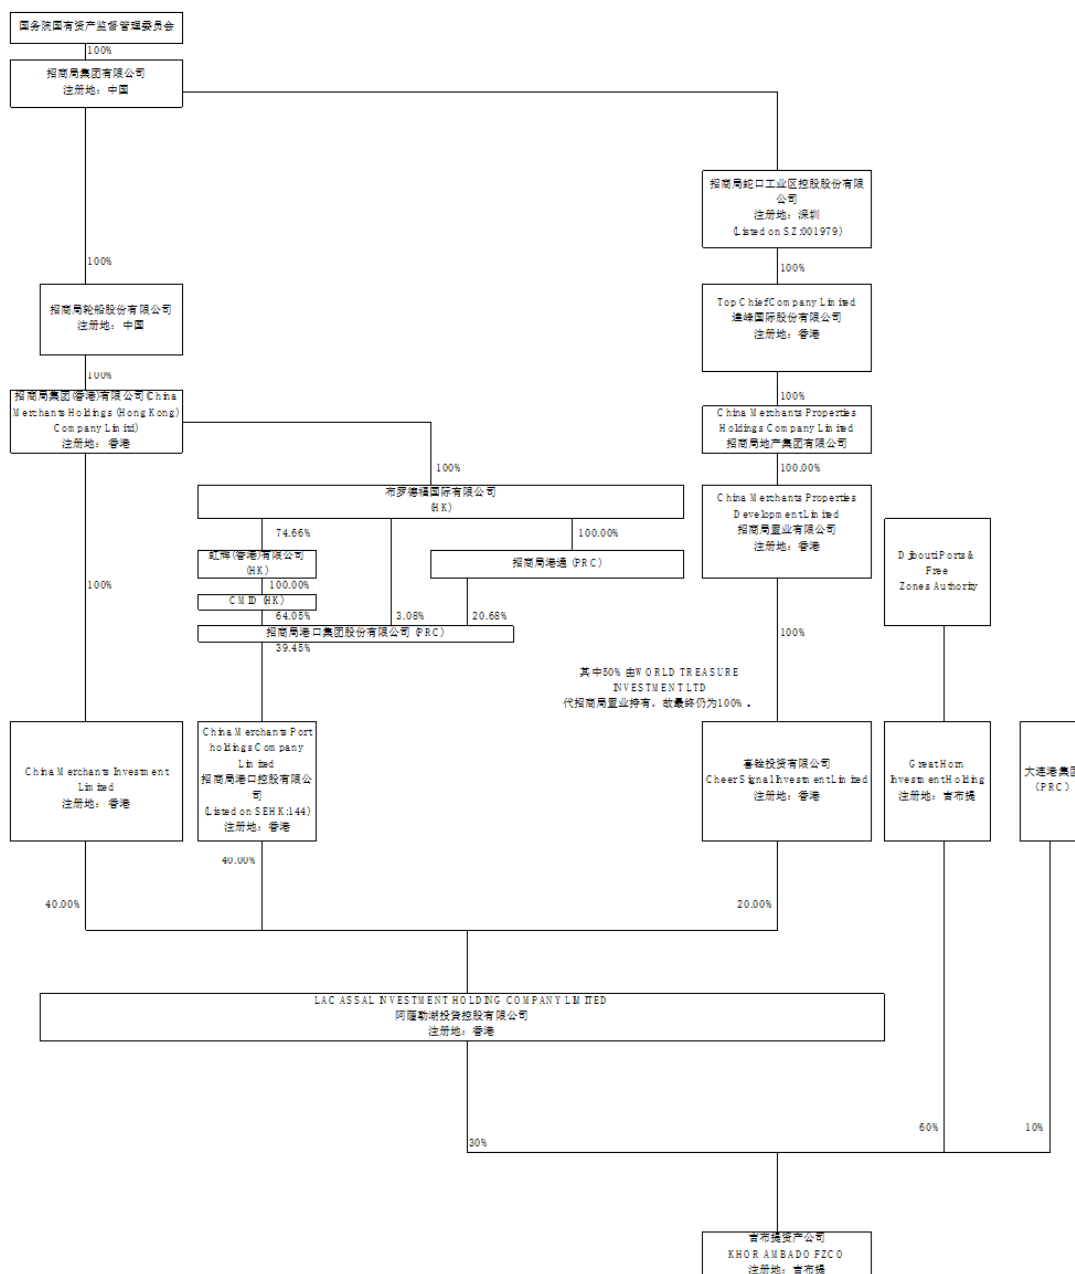 国务院国有资产监督管理委员会
100%
招商局集团有限公司
注册地：中国
招商局蛇口工业区控股股份有限
公司
注册地：深圳
(Listed on SZ:001979)
100%
100%
招商局轮船股份有限公司
注册地：中国
Top Chief Company Limited
達峰国际股份有限公司
注册地：香港
100%
100%
招商局集团(香港)有限公司(China
Merchants Holdings (Hong Kong)
Company Limitd)
注册地：香港
China Merchants Properties
Holdings Company Limited
招商局地产集团有限公司
100%
100.00%
布罗德福国际有限公司
(HK)
China Merchants Properties
Development Limited
招商局置业有限公司
注册地：香港
74.66%
100.00%
虹辉(香港)有限公司
(HK)
招商局港通 (PRC)
Djibouti Ports &
Free
Zones Authority
100%
100.00%
CMID (HK)
64.05%
3.08%
20.68%
招商局港口集团股份有限公司 (PRC)
100%
39.45%
其中50% 由WORLD TREASURE
INVESTMENT LTD
代招商局置业持有，故最终仍为100% 。
China Merchants Investment
Limited
注册地：香港
China Merchants Port
holdings Company
Limited
招商局港口控股有限公
司
(Listed on SEHK:144)
注册地：香港
喜铨投资有限公司
Cheer Signal Investment Limited
注册地：香港
Great Horn
Investment Holding
注册地：吉布提
大连港集团
(PRC)
40.00%
40.00%
20.00%
LAC ASSAL INVESTMENT HOLDING COMPANY LIMITED
阿薩勒湖投资控股有限公司
注册地：香港
30%
60%
10%
吉布提资产公司
KHOR AMBADO FZCO
注册地：吉布提